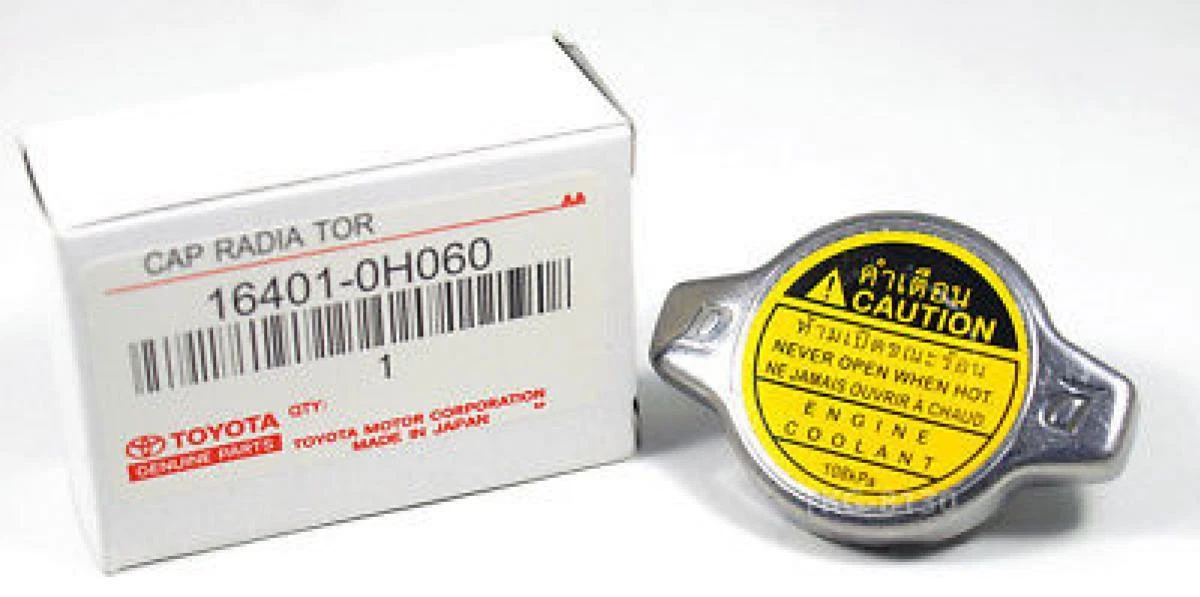 CAP RADIA TOR
AA
16401-0H060
1
TOYOTA
GENUINE PARTS
QTY:
TOYOTA MOTOR CORPORATION
MADE IN JAPAN
คำเตือน
CAUTION
ห้ามเปิดขณะร้อน
NEVER OPEN WHEN HOT.
NE JAMAIS OUVRIR À CHAUD.
ENGINE
COOLANT
108kPa